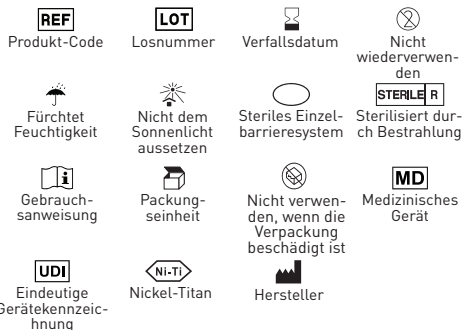 REF
LOT
2
Produkt-Code
Losnummer
Verfallsdatum
Nicht
wiederverwen-
den
STERILE R
Fürchtet
Feuchtigkeit
Nicht dem
Sonnenlicht
aussetzen
Steriles Einzel-
barrieresystem
Sterilisiert dur-
ch Bestrahlung
i
MD
Gebrauch-
sanweisung
Packung-
seinheit
Nicht verwen-
den, wenn die
Verpackung
beschädigt ist
Medizinisches
Gerät
UDI
Ni-Ti
Eindeutige
Gerätekennzeic-
hnung
Nickel-Titan
Hersteller